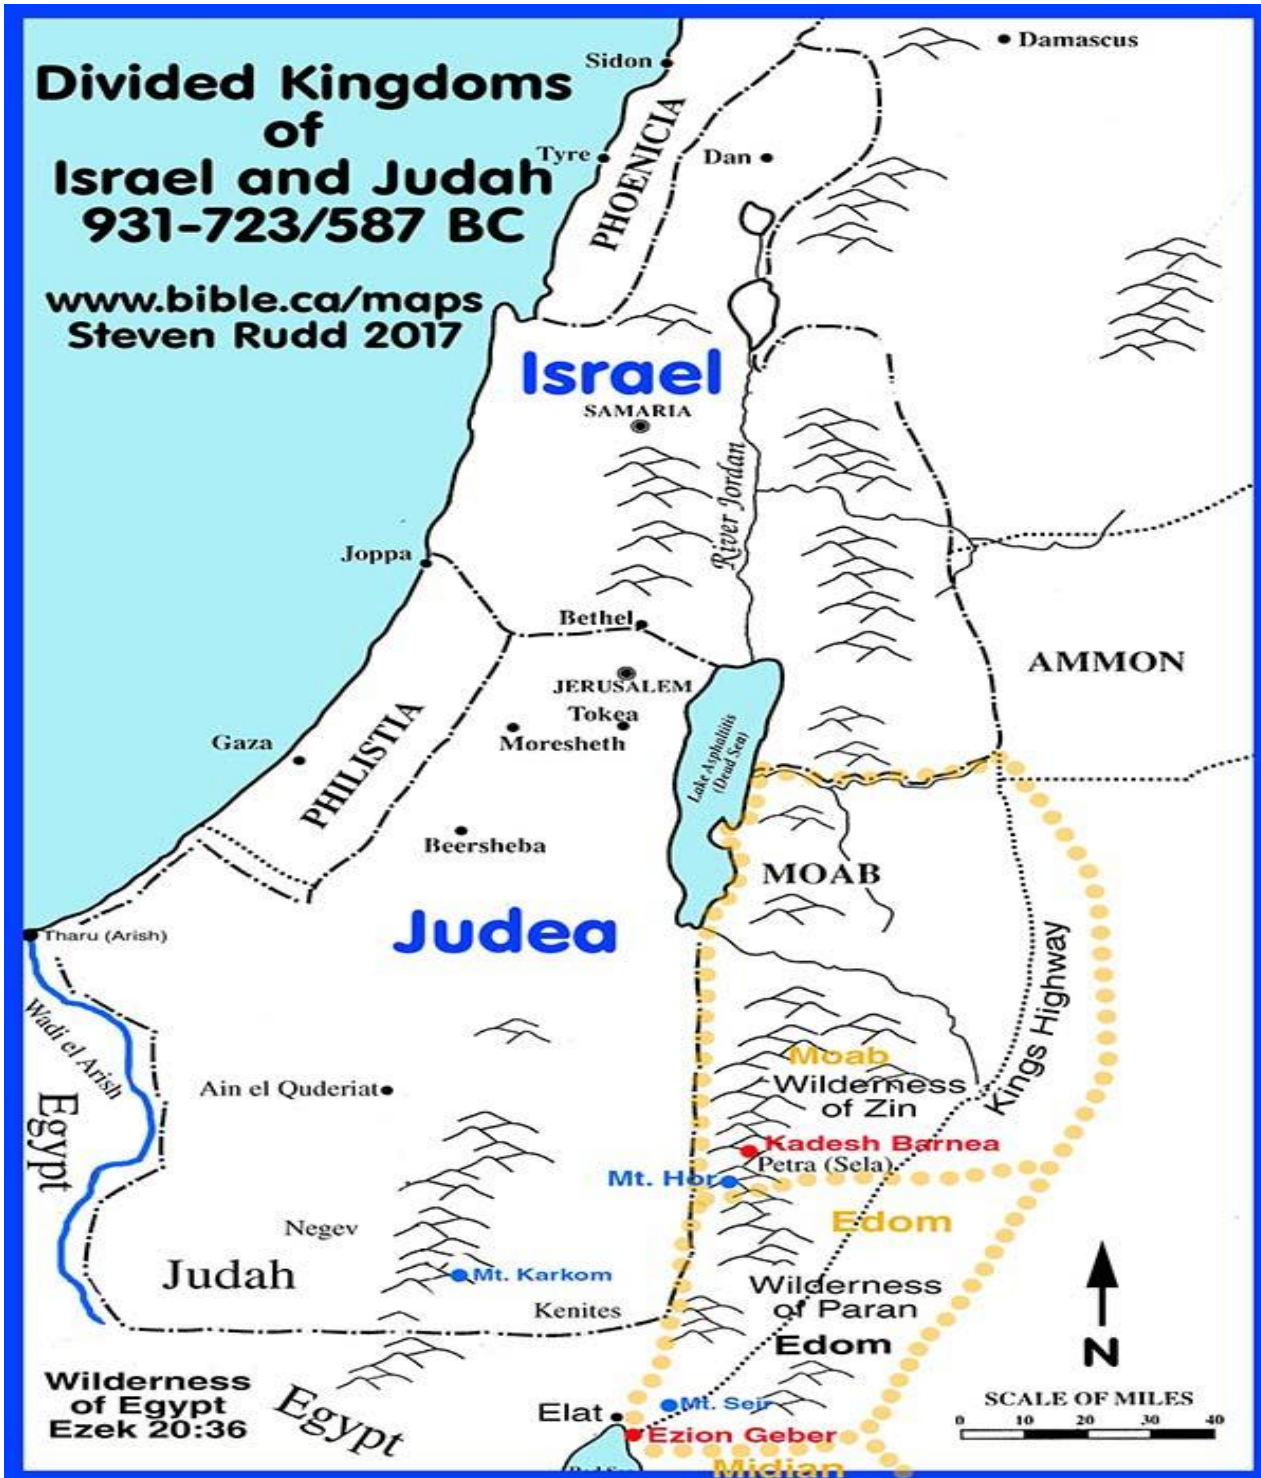 Divided Kingdoms
of
Israel and Judah
931-723/587 BC
www.bible.ca/maps
Steven Rudd 2017
Sidon
Damascus
PHOENICIA
Tyre
Dan
Israel
SAMARIA
River Jordan
Joppa
Bethel
AMMON
JERUSALEM
Tokea
Moresheth
Gaza
PHILISTIA
Lake Asphaltitis
(Dead Sea)
Beersheba
MOAB
Judea
Tharu (Arish)
Wadi el Arish
Kings Highway
Moab
Wilderness
of Zin
Ain el Quderiat
Egypt
Kadesh Barnea
Petra (Sela)
Mt. Hor
Edom
Negev
Judah
Mt. Karkom
Kenites
Wilderness
of Paran
Edom
N
Wilderness
of Egypt
Ezek 20:36
Egypt
Elat
Mt. Seir
Ezion Geber
SCALE OF MILES
0 10 20 30 40
Midian
Red Sea